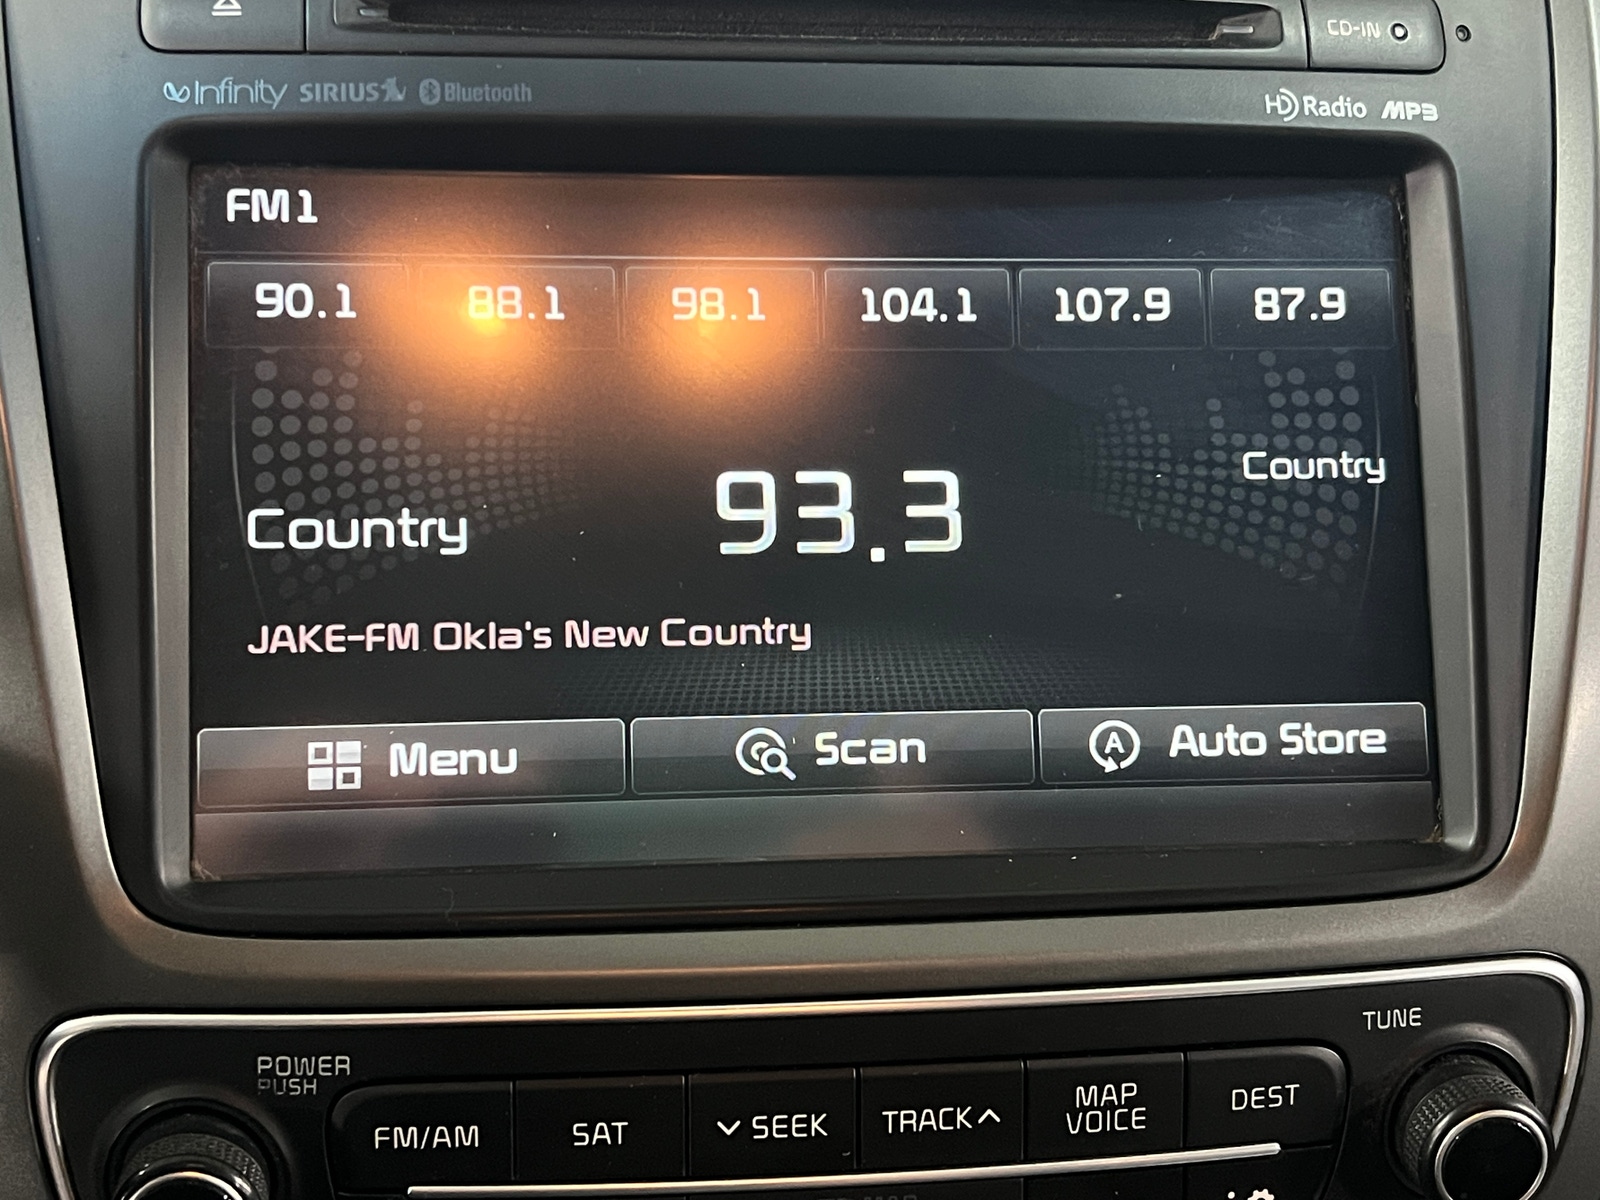 CD-IN
Infinity SIRIUS Bluetooth
HD Radio MP3
FM1
90.1 88.1 98.1 104.1 107.9 87.9
Country
Country 93.3
JAKE-FM Okla's New Country
Menu Scan Auto Store
TUNE
POWER
PUSH
FM/AM SAT SEEK TRACK MAP VOICE DEST